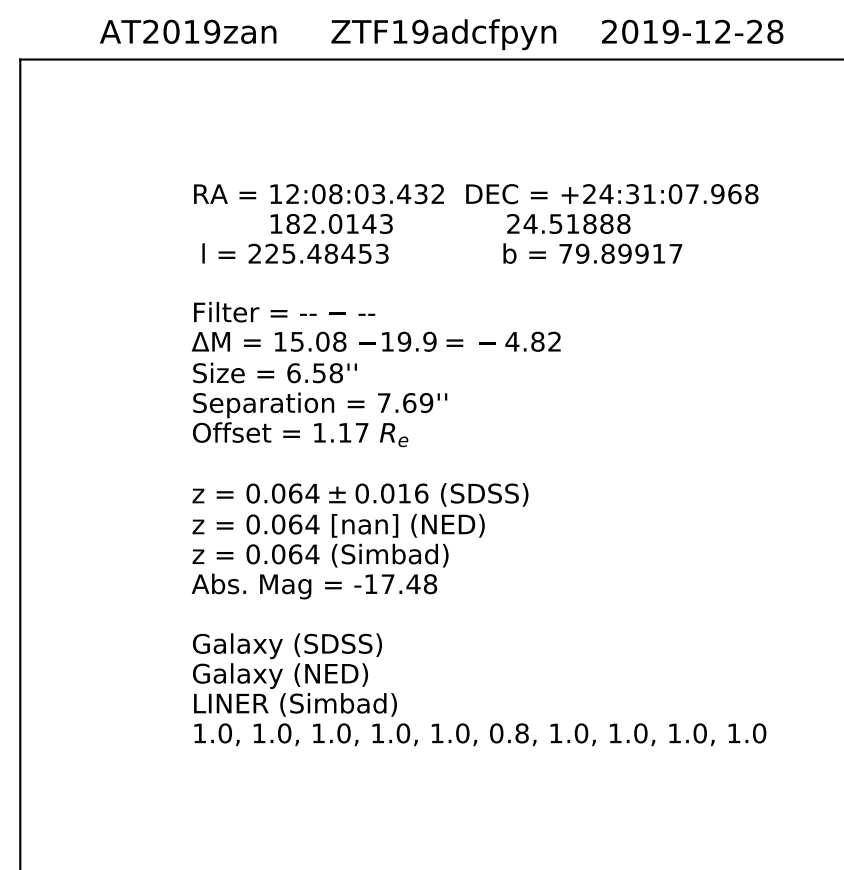 AT2019zan ZTF19adcfpyn 2019-12-28
RA = 12:08:03.432 DEC = +24:31:07.968
182.0143 24.51888
l = 225.48453 b = 79.89917
Filter = -- − --
ΔM = 15.08 −19.9 = − 4.82
Size = 6.58''
Separation = 7.69''
Offset = 1.17 Rₑ
z = 0.064 ± 0.016 (SDSS)
z = 0.064 [nan] (NED)
z = 0.064 (Simbad)
Abs. Mag = -17.48
Galaxy (SDSS)
Galaxy (NED)
LINER (Simbad)
1.0, 1.0, 1.0, 1.0, 1.0, 0.8, 1.0, 1.0, 1.0, 1.0